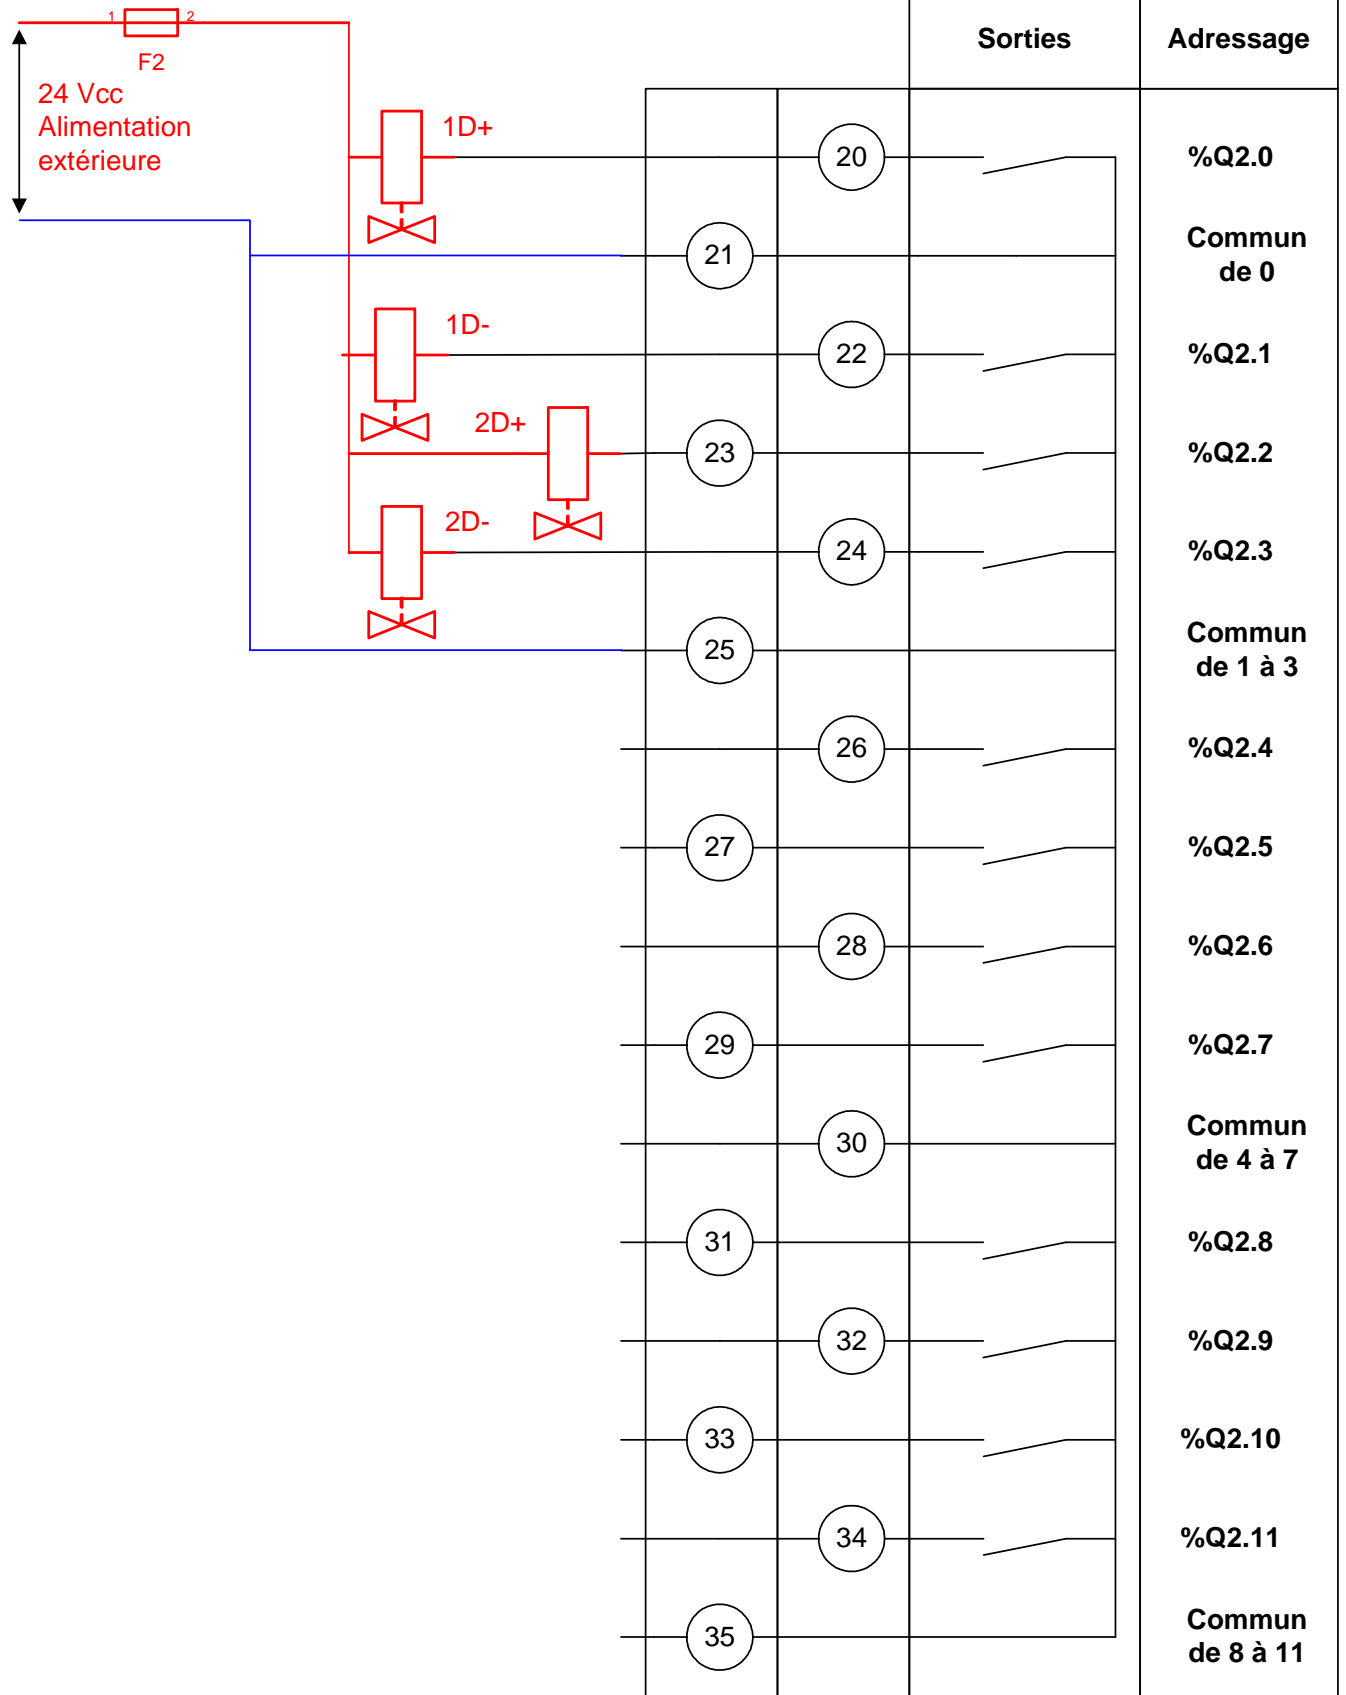 Sorties
Adressage
1
2
F2
24 Vcc
Alimentation
extérieure
1D+
20
%Q2.0
21
Commun
de 0
1D-
22
%Q2.1
2D+
23
%Q2.2
2D-
24
%Q2.3
25
Commun
de 1 à 3
26
%Q2.4
27
%Q2.5
28
%Q2.6
29
%Q2.7
30
Commun
de 4 à 7
31
%Q2.8
32
%Q2.9
33
%Q2.10
34
%Q2.11
35
Commun
de 8 à 11